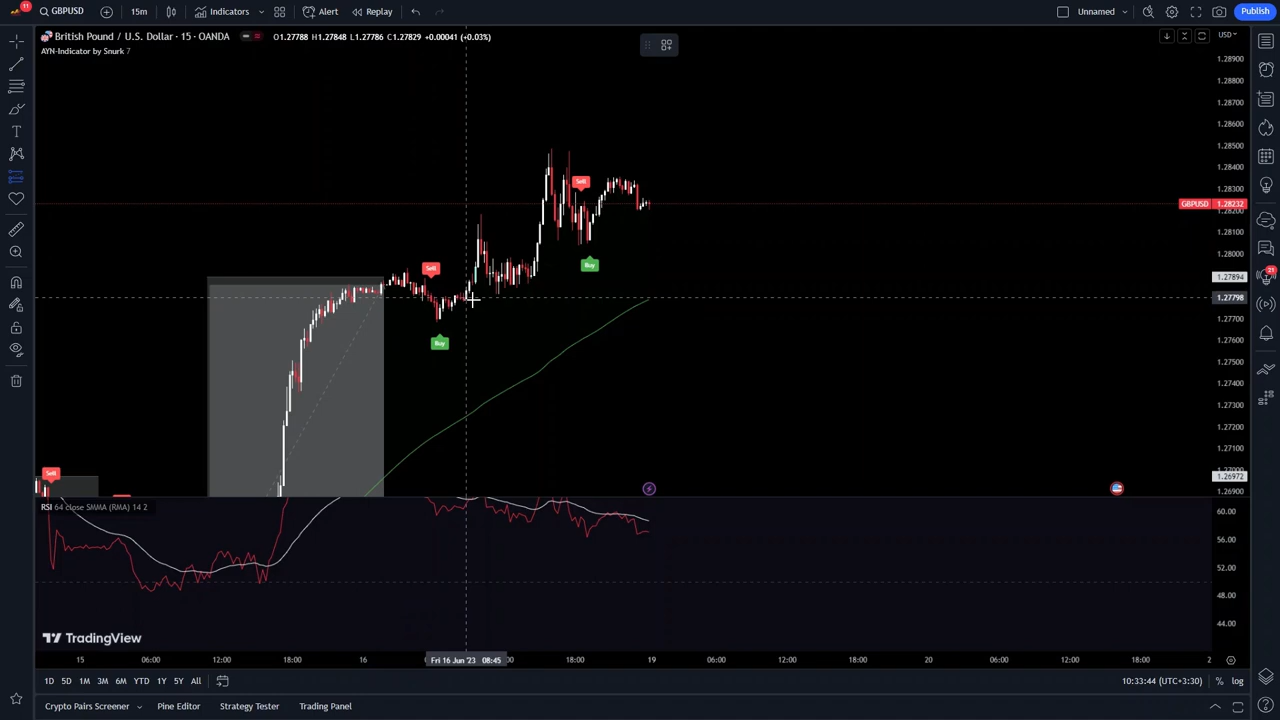 11
GBPUSD
15m
Indicators
Alert
Replay
Unnamed
Publish
British Pound / U.S. Dollar · 15 · OANDA
O1.27788 H1.27848 L1.27786 C1.27829 +0.00041 (+0.03%)
AYN-Indicator by Snurk 7
USD
1.28900
1.28800
1.28700
1.28600
1.28500
1.28400
1.28300
GBPUSD 1.28232
1.28200
1.28100
1.28000
1.27894
1.27798
1.27700
1.27600
1.27500
1.27400
1.27300
1.27200
1.27100
1.27000
1.26972
1.26900
Sell
Buy
Sell
Buy
Sell
21
RSI 64 close SMMA (RMA) 14 2
60.00
56.00
52.00
48.00
44.00
TradingView
15
06:00
12:00
18:00
16
Fri 16 Jun '23 08:45
18:00
19
06:00
12:00
18:00
20
06:00
12:00
18:00
2
1D 5D 1M 3M 6M YTD 1Y 5Y All
10:33:44 (UTC+3:30)
% log
Crypto Pairs Screener
Pine Editor
Strategy Tester
Trading Panel